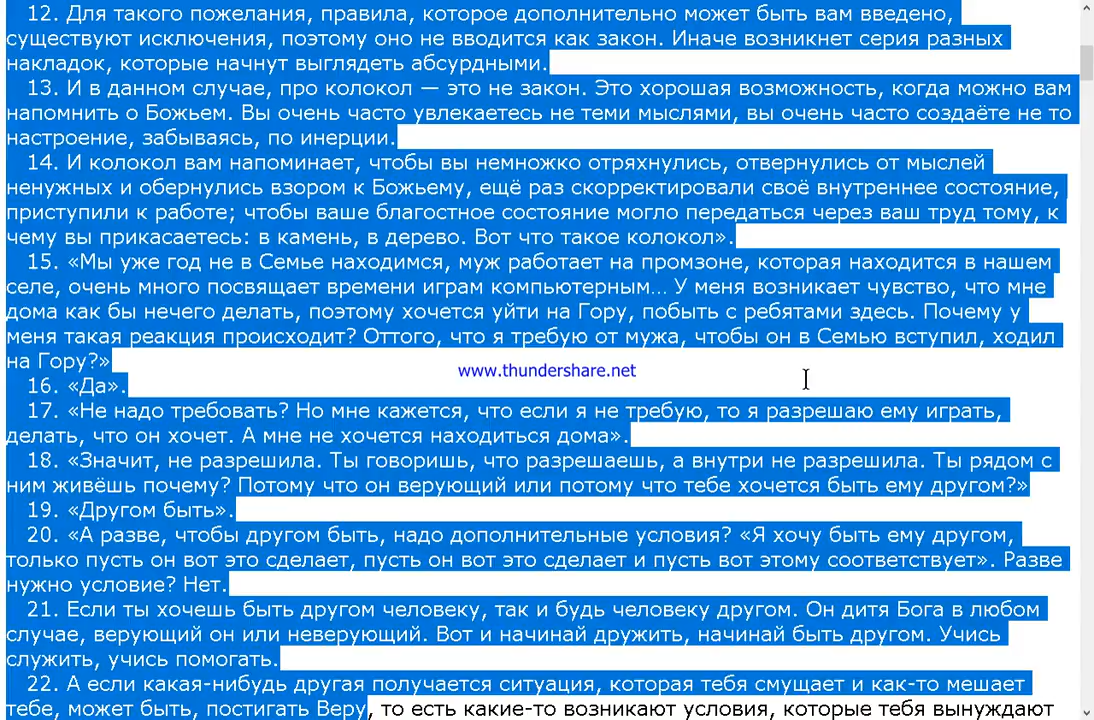 12. Для такого пожелания, правила, которое дополнительно может быть вам введено,
существуют исключения, поэтому оно не вводится как закон. Иначе возникнет серия разных
накладок, которые начнут выглядеть абсурдными.
13. И в данном случае, про колокол — это не закон. Это хорошая возможность, когда можно вам
напомнить о Божьем. Вы очень часто увлекаетесь не теми мыслями, вы очень часто создаёте не то
настроение, забываясь, по инерции.
14. И колокол вам напоминает, чтобы вы немножко отряхнулись, отвернулись от мыслей
ненужных и обернулись взором к Божьему, ещё раз скорректировали своё внутреннее состояние,
приступили к работе; чтобы ваше благостное состояние могло передаться через ваш труд тому, к
чему вы прикасаетесь: в камень, в дерево. Вот что такое колокол».
15. «Мы уже год не в Семье находимся, муж работает на промзоне, которая находится в нашем
селе, очень много посвящает времени играм компьютерным... У меня возникает чувство, что мне
дома как бы нечего делать, поэтому хочется уйти на Гору, побыть с ребятами здесь. Почему у
меня такая реакция происходит? Оттого, что я требую от мужа, чтобы он в Семью вступил, ходил
на Гору?»
www.thundershare.net
16. «Да».
17. «Не надо требовать? Но мне кажется, что если я не требую, то я разрешаю ему играть,
делать, что он хочет. А мне не хочется находиться дома».
18. «Значит, не разрешила. Ты говоришь, что разрешаешь, а внутри не разрешила. Ты рядом с
ним живёшь почему? Потому что он верующий или потому что тебе хочется быть ему другом?»
19. «Другом быть».
20. «А разве, чтобы другом быть, надо дополнительные условия? «Я хочу быть ему другом,
только пусть он вот это сделает, пусть он вот это сделает и пусть вот этому соответствует». Разве
нужно условие? Нет.
21. Если ты хочешь быть другом человеку, так и будь человеку другом. Он дитя Бога в любом
случае, верующий он или неверующий. Вот и начинай дружить, начинай быть другом. Учись
служить, учись помогать.
22. А если какая-нибудь другая получается ситуация, которая тебя смущает и как-то мешает
тебе, может быть, постигать Веру, то есть какие-то возникают условия, которые тебя вынуждают